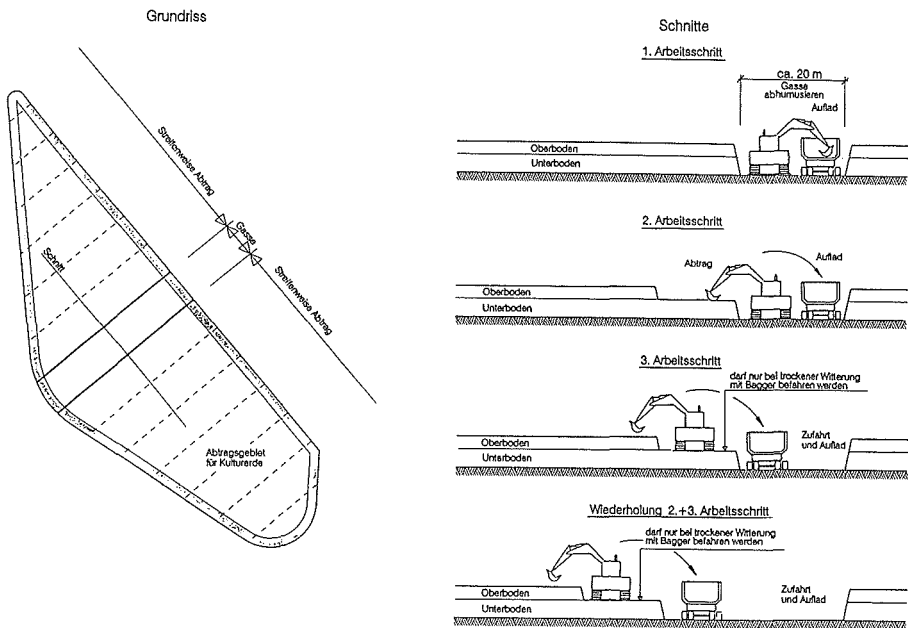 Grundriss
Streifenweise Abtrag
Gasse
Streifenweise Abtrag
Schnitt
Abtragsgebiet
für Kulturerde
Schnitte
1. Arbeitsschritt
ca. 20 m
Gasse
abhumusieren
Auflad
Oberboden
Unterboden
2. Arbeitsschritt
Abtrag
Auflad
Oberboden
Unterboden
3. Arbeitsschritt
darf nur bei trockener Witterung
mit Bagger befahren werden
Zufahrt
und Auflad
Oberboden
Unterboden
Wiederholung 2.+3. Arbeitsschritt
darf nur bei trockener Witterung
mit Bagger befahren werden
Zufahrt
und Auflad
Oberboden
Unterboden